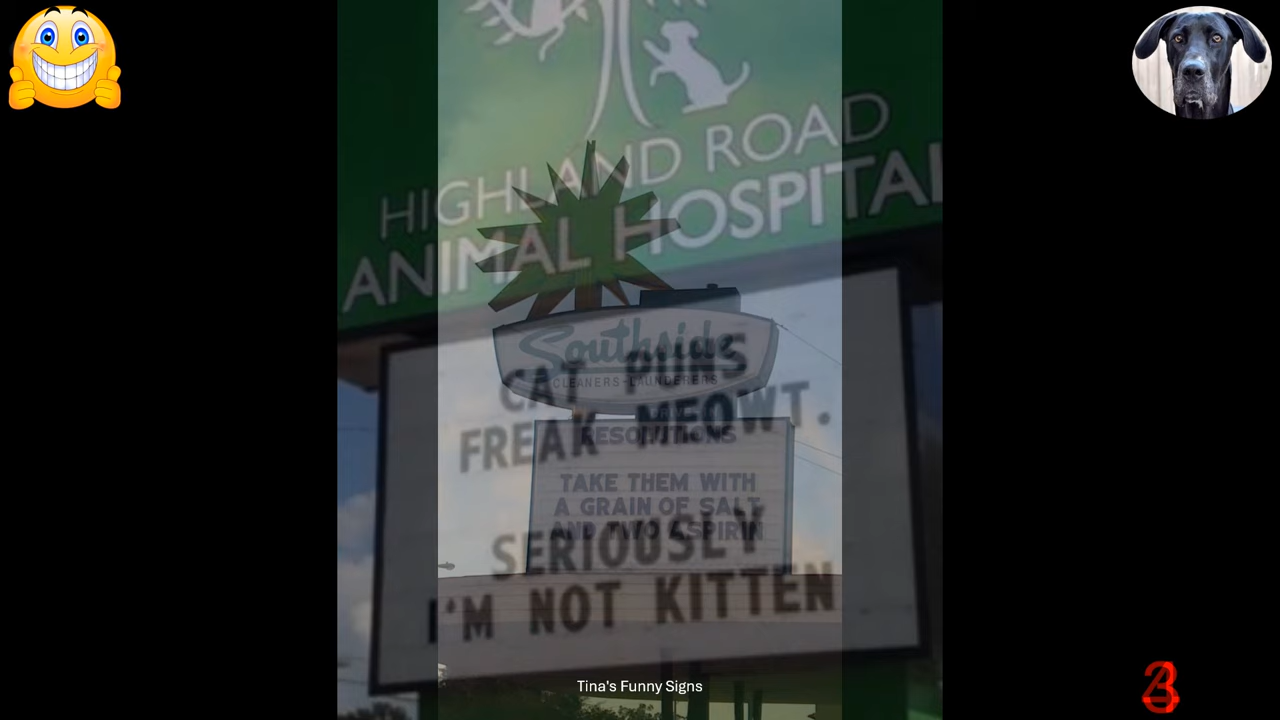 HIGHLAND ROAD
ANIMAL HOSPITAL
CAT PUNS
FREAK MEOWT.
SERIOUSLY
I'M NOT KITTEN
Southside
CLEANERS-LAUNDERERS
RESOLUTIONS
TAKE THEM WITH
A GRAIN OF SALT
AND TWO ASPIRIN
Tina's Funny Signs